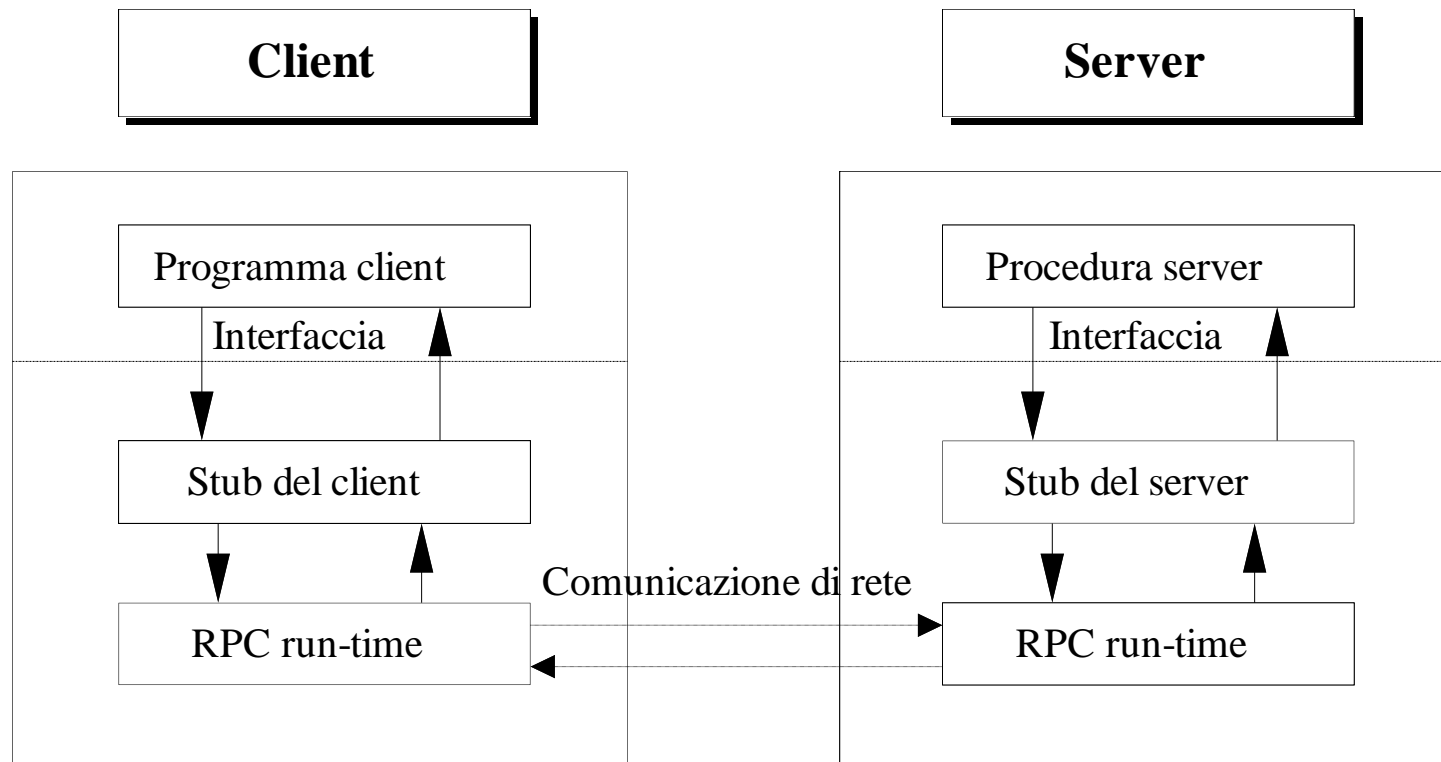 Client
Server
Programma client
Procedura server
Interfaccia
Interfaccia
Stub del client
Stub del server
Comunicazione di rete
RPC run-time
RPC run-time